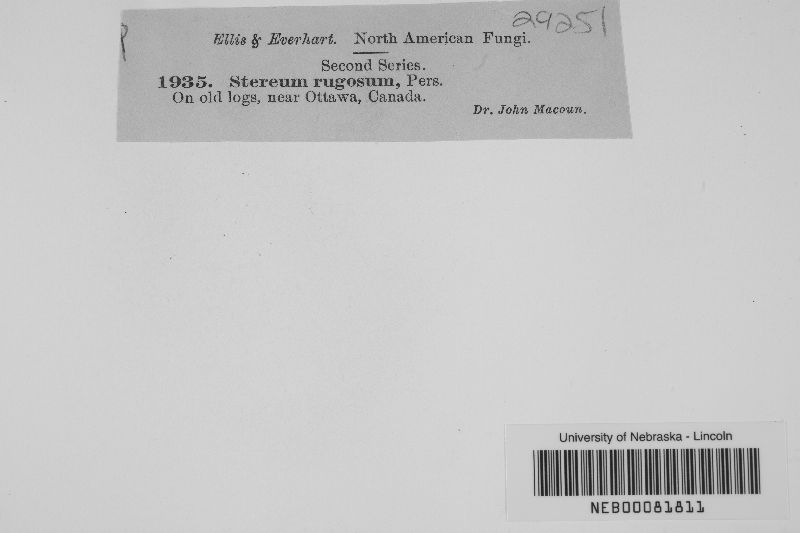 29251
Ellis & Everhart. North American Fungi.
Second Series.
1935. Stereum rugosum, Pers.
On old logs, near Ottawa, Canada.
Dr. John Macoun.
University of Nebraska - Lincoln
NEB00081811